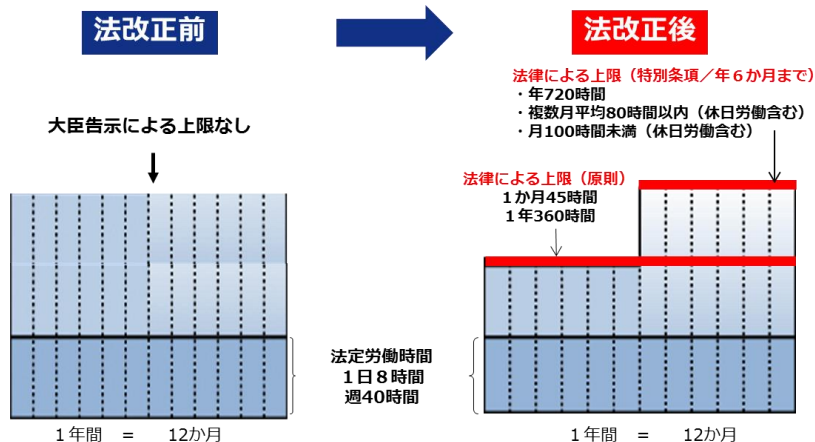 法改正前
法改正後
大臣告示による上限なし
法律による上限（特別条項／年６か月まで）
・年720時間
・複数月平均80時間以内（休日労働含む）
・月100時間未満（休日労働含む）
法律による上限（原則）
１か月45時間
１年360時間
法定労働時間
１日８時間
週40時間
１年間　＝　12か月
１年間　＝　12か月